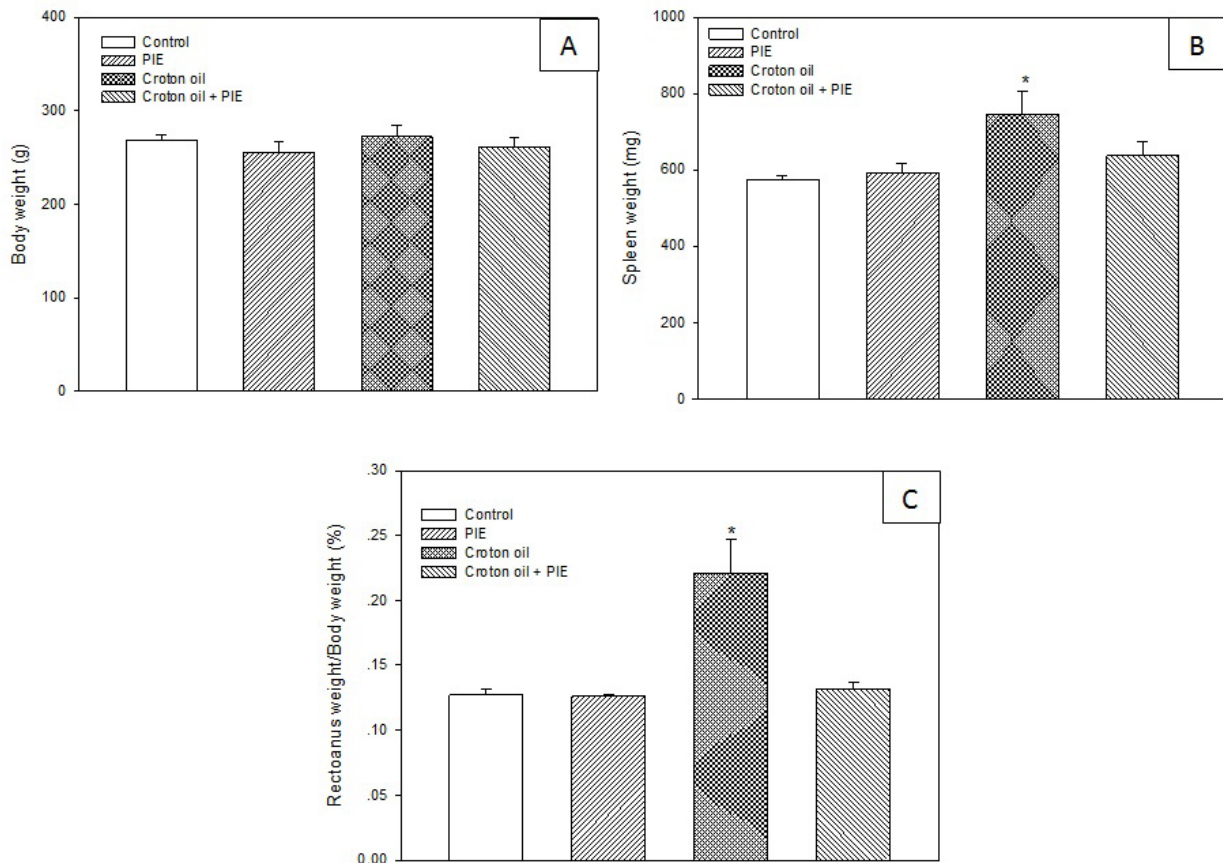 A
Control
PIE
Croton oil
Croton oil + PIE
Body weight (g)
400
300
200
100
0
B
Control
PIE
Croton oil
Croton oil + PIE
Spleen weight (mg)
1000
800
600
400
200
0
*
C
Control
PIE
Croton oil
Croton oil + PIE
Rectoanus weight/Body weight (%)
.30
.25
.20
.15
.10
.05
0.00
*